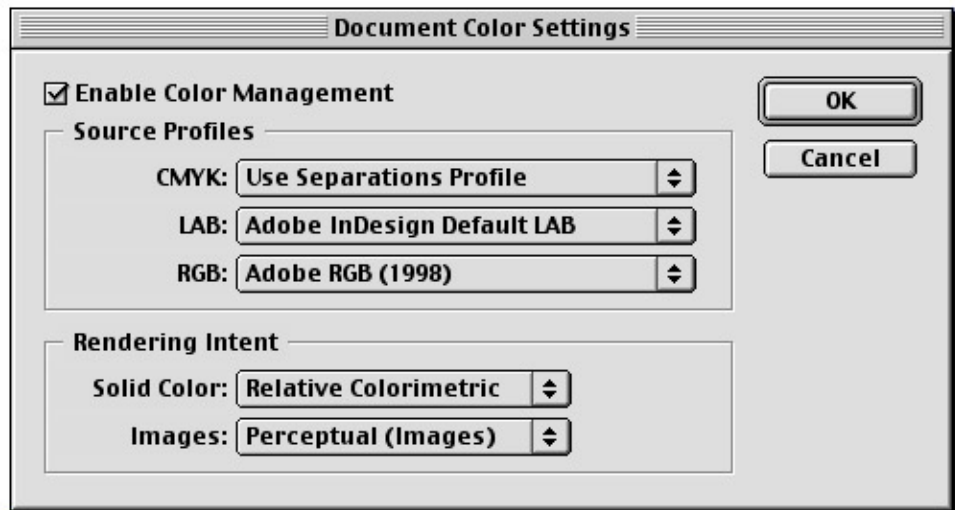 Document Color Settings
Enable Color Management
OK
Source Profiles
Cancel
CMYK: Use Separations Profile
LAB: Adobe InDesign Default LAB
RGB: Adobe RGB (1998)
Rendering Intent
Solid Color: Relative Colorimetric
Images: Perceptual (Images)